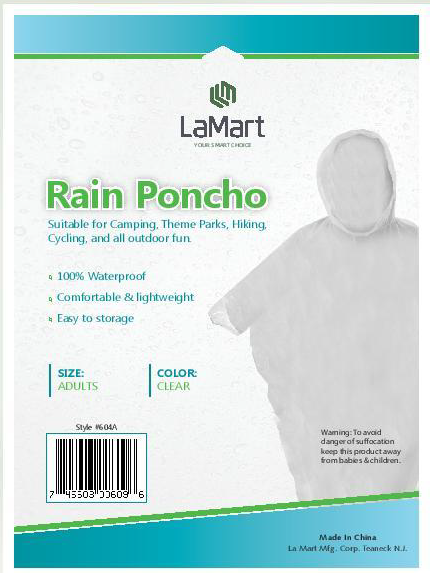 LaMart
YOUR SMART CHOICE
Rain Poncho
Suitable for Camping, Theme Parks, Hiking,
Cycling, and all outdoor fun.
100% Waterproof
Comfortable & lightweight
Easy to storage
SIZE:
ADULTS
COLOR:
CLEAR
Style #604A
Warning: To avoid
danger of suffocation
keep this product away
from babies & children.
Made In China
La Mart Mfg. Corp. Teaneck N.J.